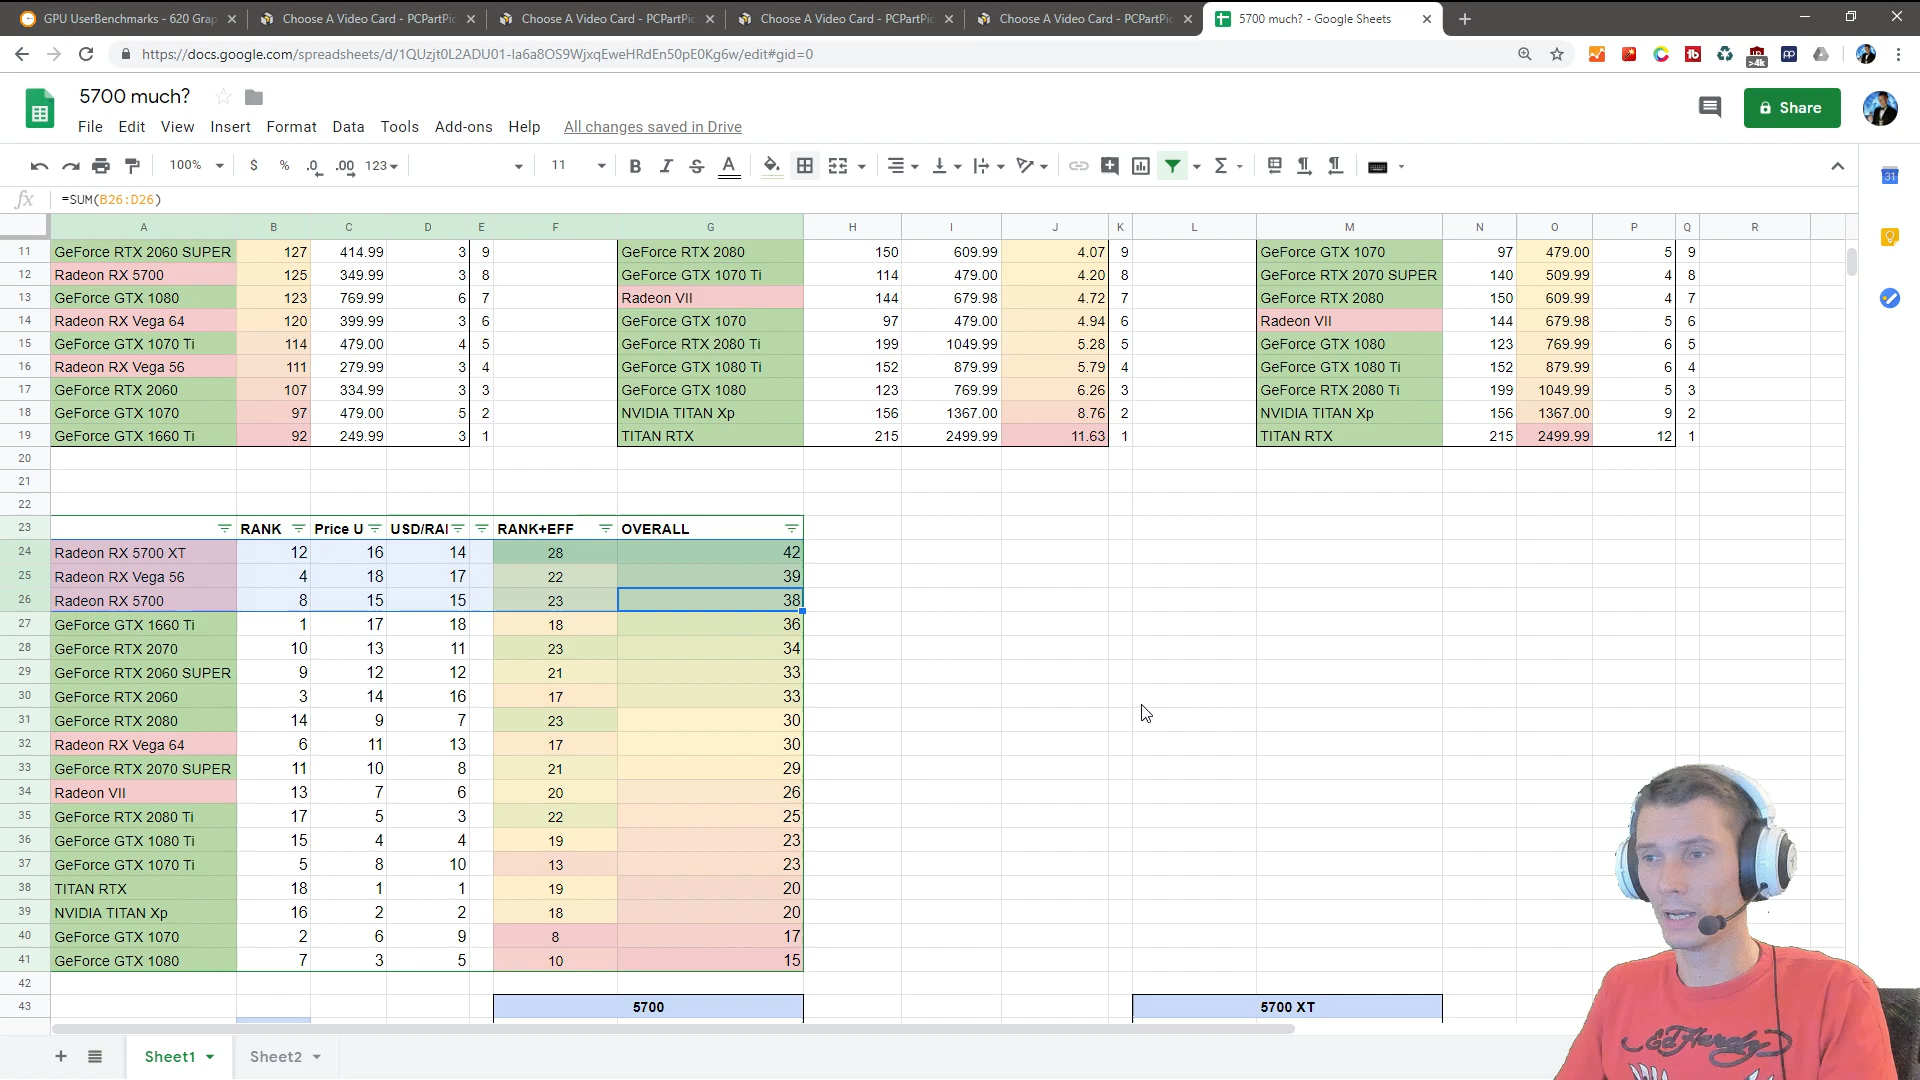 GPU UserBenchmarks - 620 Grap
Choose A Video Card - PCPartPic
Choose A Video Card - PCPartPic
Choose A Video Card - PCPartPic
Choose A Video Card - PCPartPic
5700 much? - Google Sheets
https://docs.google.com/spreadsheets/d/1QUzjt0L2ADU01-la6a8OS9WjxqEweHRdEn50pE0Kg6w/edit#gid=0
5700 much?
File Edit View Insert Format Data Tools Add-ons Help All changes saved in Drive
Share
100% $ % .0 .00 123 11 B I S A
fx =SUM(B26:D26)
A B C D E F G H I J K L M N O P Q R
11 GeForce RTX 2060 SUPER 127 414.99 3 9 GeForce RTX 2080 150 609.99 4.07 9 GeForce GTX 1070 97 479.00 5 9
12 Radeon RX 5700 125 349.99 3 8 GeForce GTX 1070 Ti 114 479.00 4.20 8 GeForce RTX 2070 SUPER 140 509.99 4 8
13 GeForce GTX 1080 123 769.99 6 7 Radeon VII 144 679.98 4.72 7 GeForce RTX 2080 150 609.99 4 7
14 Radeon RX Vega 64 120 399.99 3 6 GeForce GTX 1070 97 479.00 4.94 6 Radeon VII 144 679.98 5 6
15 GeForce GTX 1070 Ti 114 479.00 4 5 GeForce RTX 2080 Ti 199 1049.99 5.28 5 GeForce GTX 1080 123 769.99 6 5
16 Radeon RX Vega 56 111 279.99 3 4 GeForce GTX 1080 Ti 152 879.99 5.79 4 GeForce GTX 1080 Ti 152 879.99 6 4
17 GeForce RTX 2060 107 334.99 3 3 GeForce GTX 1080 123 769.99 6.26 3 GeForce RTX 2080 Ti 199 1049.99 5 3
18 GeForce GTX 1070 97 479.00 5 2 NVIDIA TITAN Xp 156 1367.00 8.76 2 NVIDIA TITAN Xp 156 1367.00 9 2
19 GeForce GTX 1660 Ti 92 249.99 3 1 TITAN RTX 215 2499.99 11.63 1 TITAN RTX 215 2499.99 12 1
20
21
22
23 RANK Price U USD/RAI RANK+EFF OVERALL
24 Radeon RX 5700 XT 12 16 14 28 42
25 Radeon RX Vega 56 4 18 17 22 39
26 Radeon RX 5700 8 15 15 23 38
27 GeForce GTX 1660 Ti 1 17 18 18 36
28 GeForce RTX 2070 10 13 11 23 34
29 GeForce RTX 2060 SUPER 9 12 12 21 33
30 GeForce RTX 2060 3 14 16 17 33
31 GeForce RTX 2080 14 9 7 23 30
32 Radeon RX Vega 64 6 11 13 17 30
33 GeForce RTX 2070 SUPER 11 10 8 21 29
34 Radeon VII 13 7 6 20 26
35 GeForce RTX 2080 Ti 17 5 3 22 25
36 GeForce GTX 1080 Ti 15 4 4 19 23
37 GeForce GTX 1070 Ti 5 8 10 13 23
38 TITAN RTX 18 1 1 19 20
39 NVIDIA TITAN Xp 16 2 2 18 20
40 GeForce GTX 1070 2 6 9 8 17
41 GeForce GTX 1080 7 3 5 10 15
42
43 5700 5700 XT
Sheet1 Sheet2
Ed Hardy